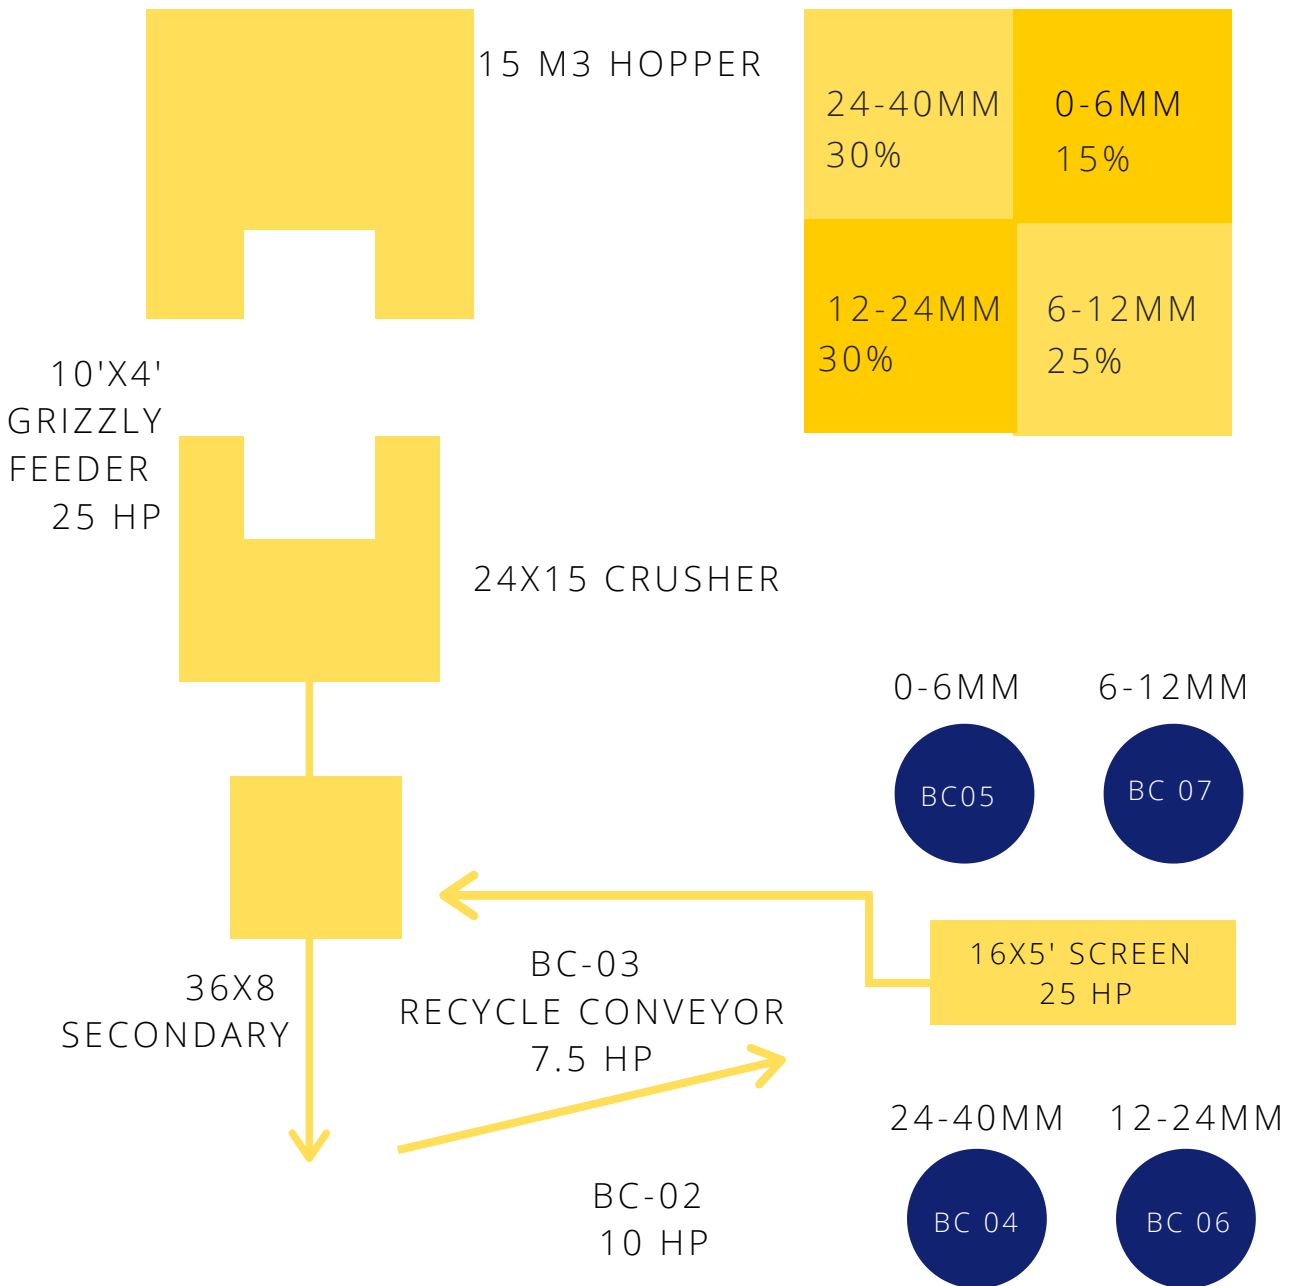 15 M3 HOPPER
24-40MM
30%
0-6MM
15%
12-24MM
30%
6-12MM
25%
10'X4'
GRIZZLY
FEEDER
25 HP
24X15 CRUSHER
0-6MM
6-12MM
BC05
BC 07
16X5' SCREEN
25 HP
36X8
SECONDARY
BC-03
RECYCLE CONVEYOR
7.5 HP
24-40MM
12-24MM
BC-02
10 HP
BC 04
BC 06